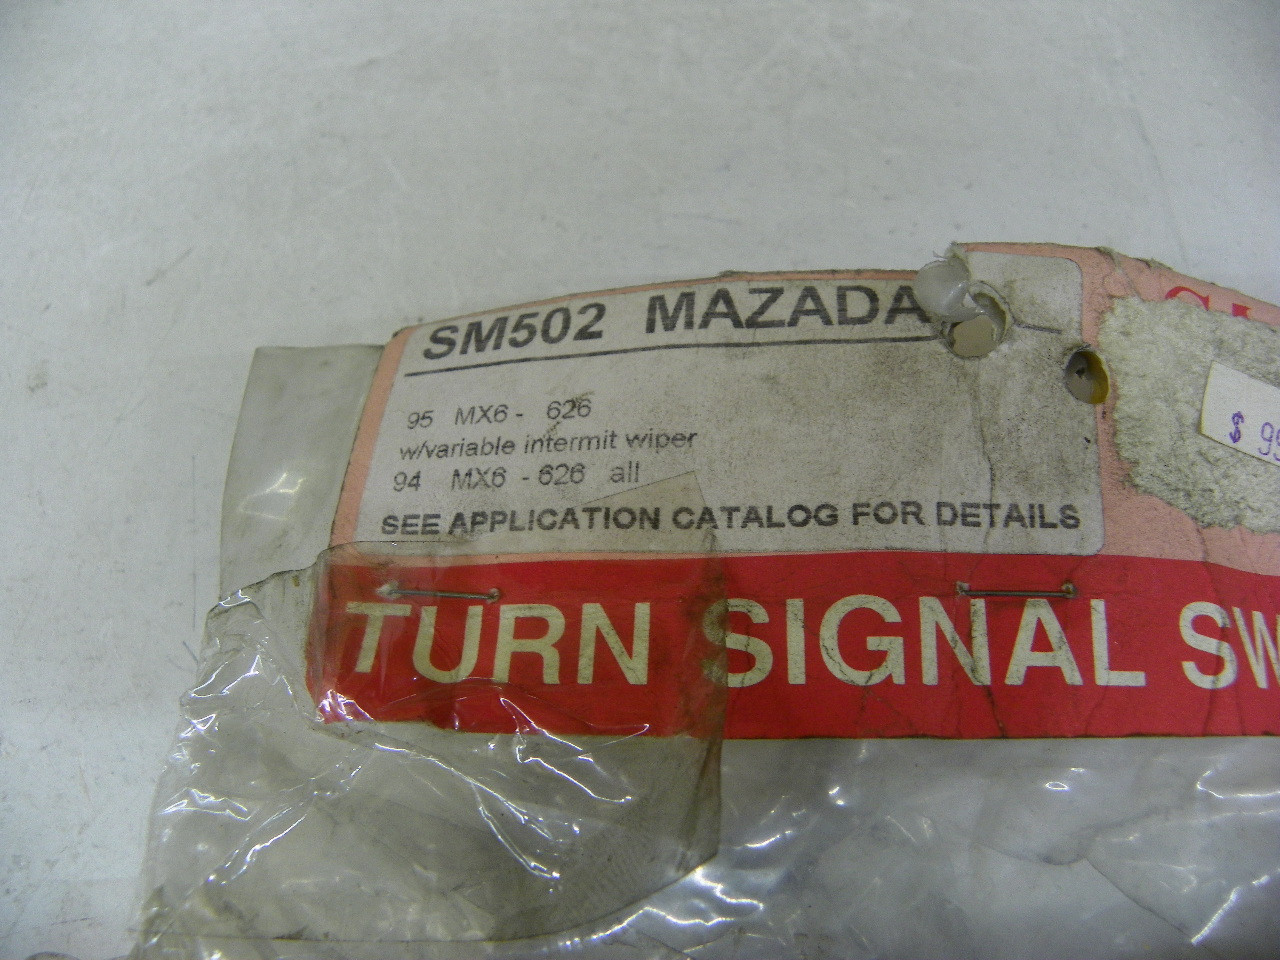 SM502 MAZADA
95 MX6 - 626
w/variable intermit wiper
94 MX6 - 626 all
SEE APPLICATION CATALOG FOR DETAILS
$ 95
TURN SIGNAL SW